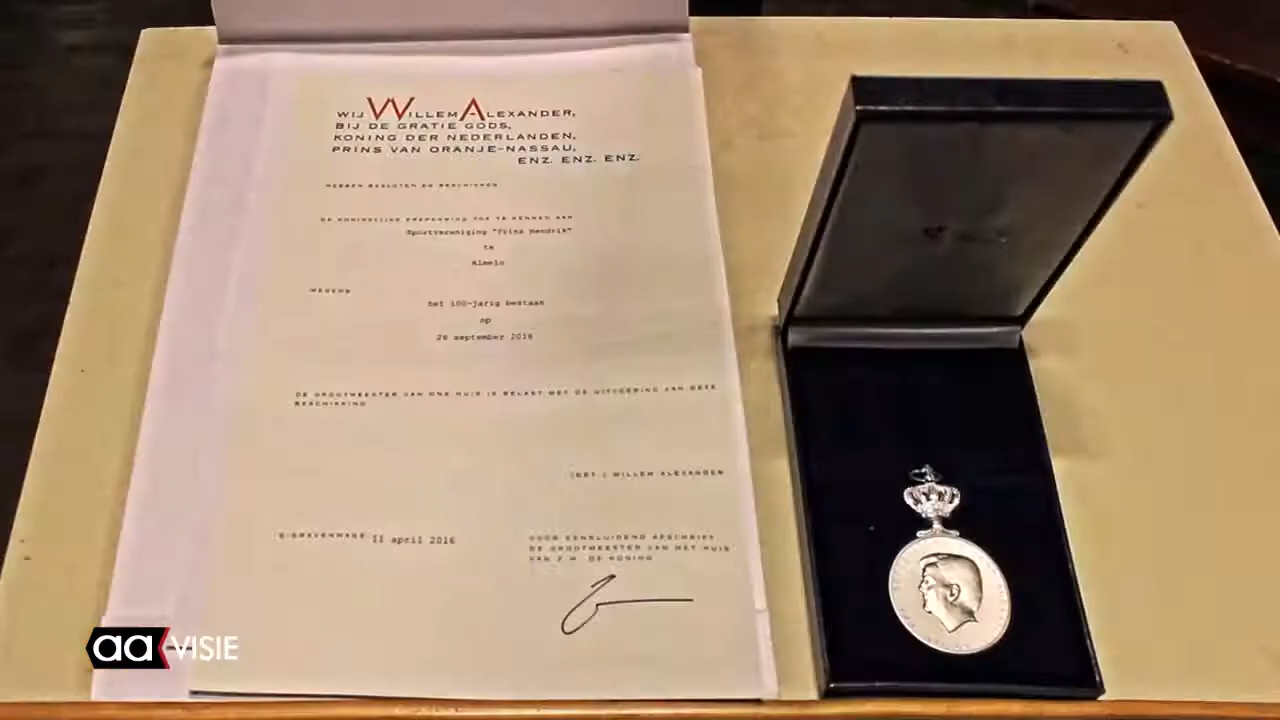 WIJ WILLEM ALEXANDER,
BIJ DE GRATIE GODS,
KONING DER NEDERLANDEN,
PRINS VAN ORANJE-NASSAU,
ENZ. ENZ. ENZ.
HEBBEN BESLOTEN EN BESCHIKKEN
DE KONINKLIJKE EREPENNING TOE TE KENNEN AAN
Sportvereniging "Prins Hendrik"
te
Almelo
WEGENS
het 100-jarig bestaan
op
26 september 2016
DE GROOTMEESTER VAN ONS HUIS IS BELAST MET DE UITVOERING VAN DEZE
BESCHIKKING
(GET.) WILLEM ALEXANDER
'S-GRAVENHAGE 11 april 2016
VOOR EENSLUIDEND AFSCHRIFT
DE GROOTMEESTER VAN HET HUIS
VAN Z.M. DE KONING
aa VISIE